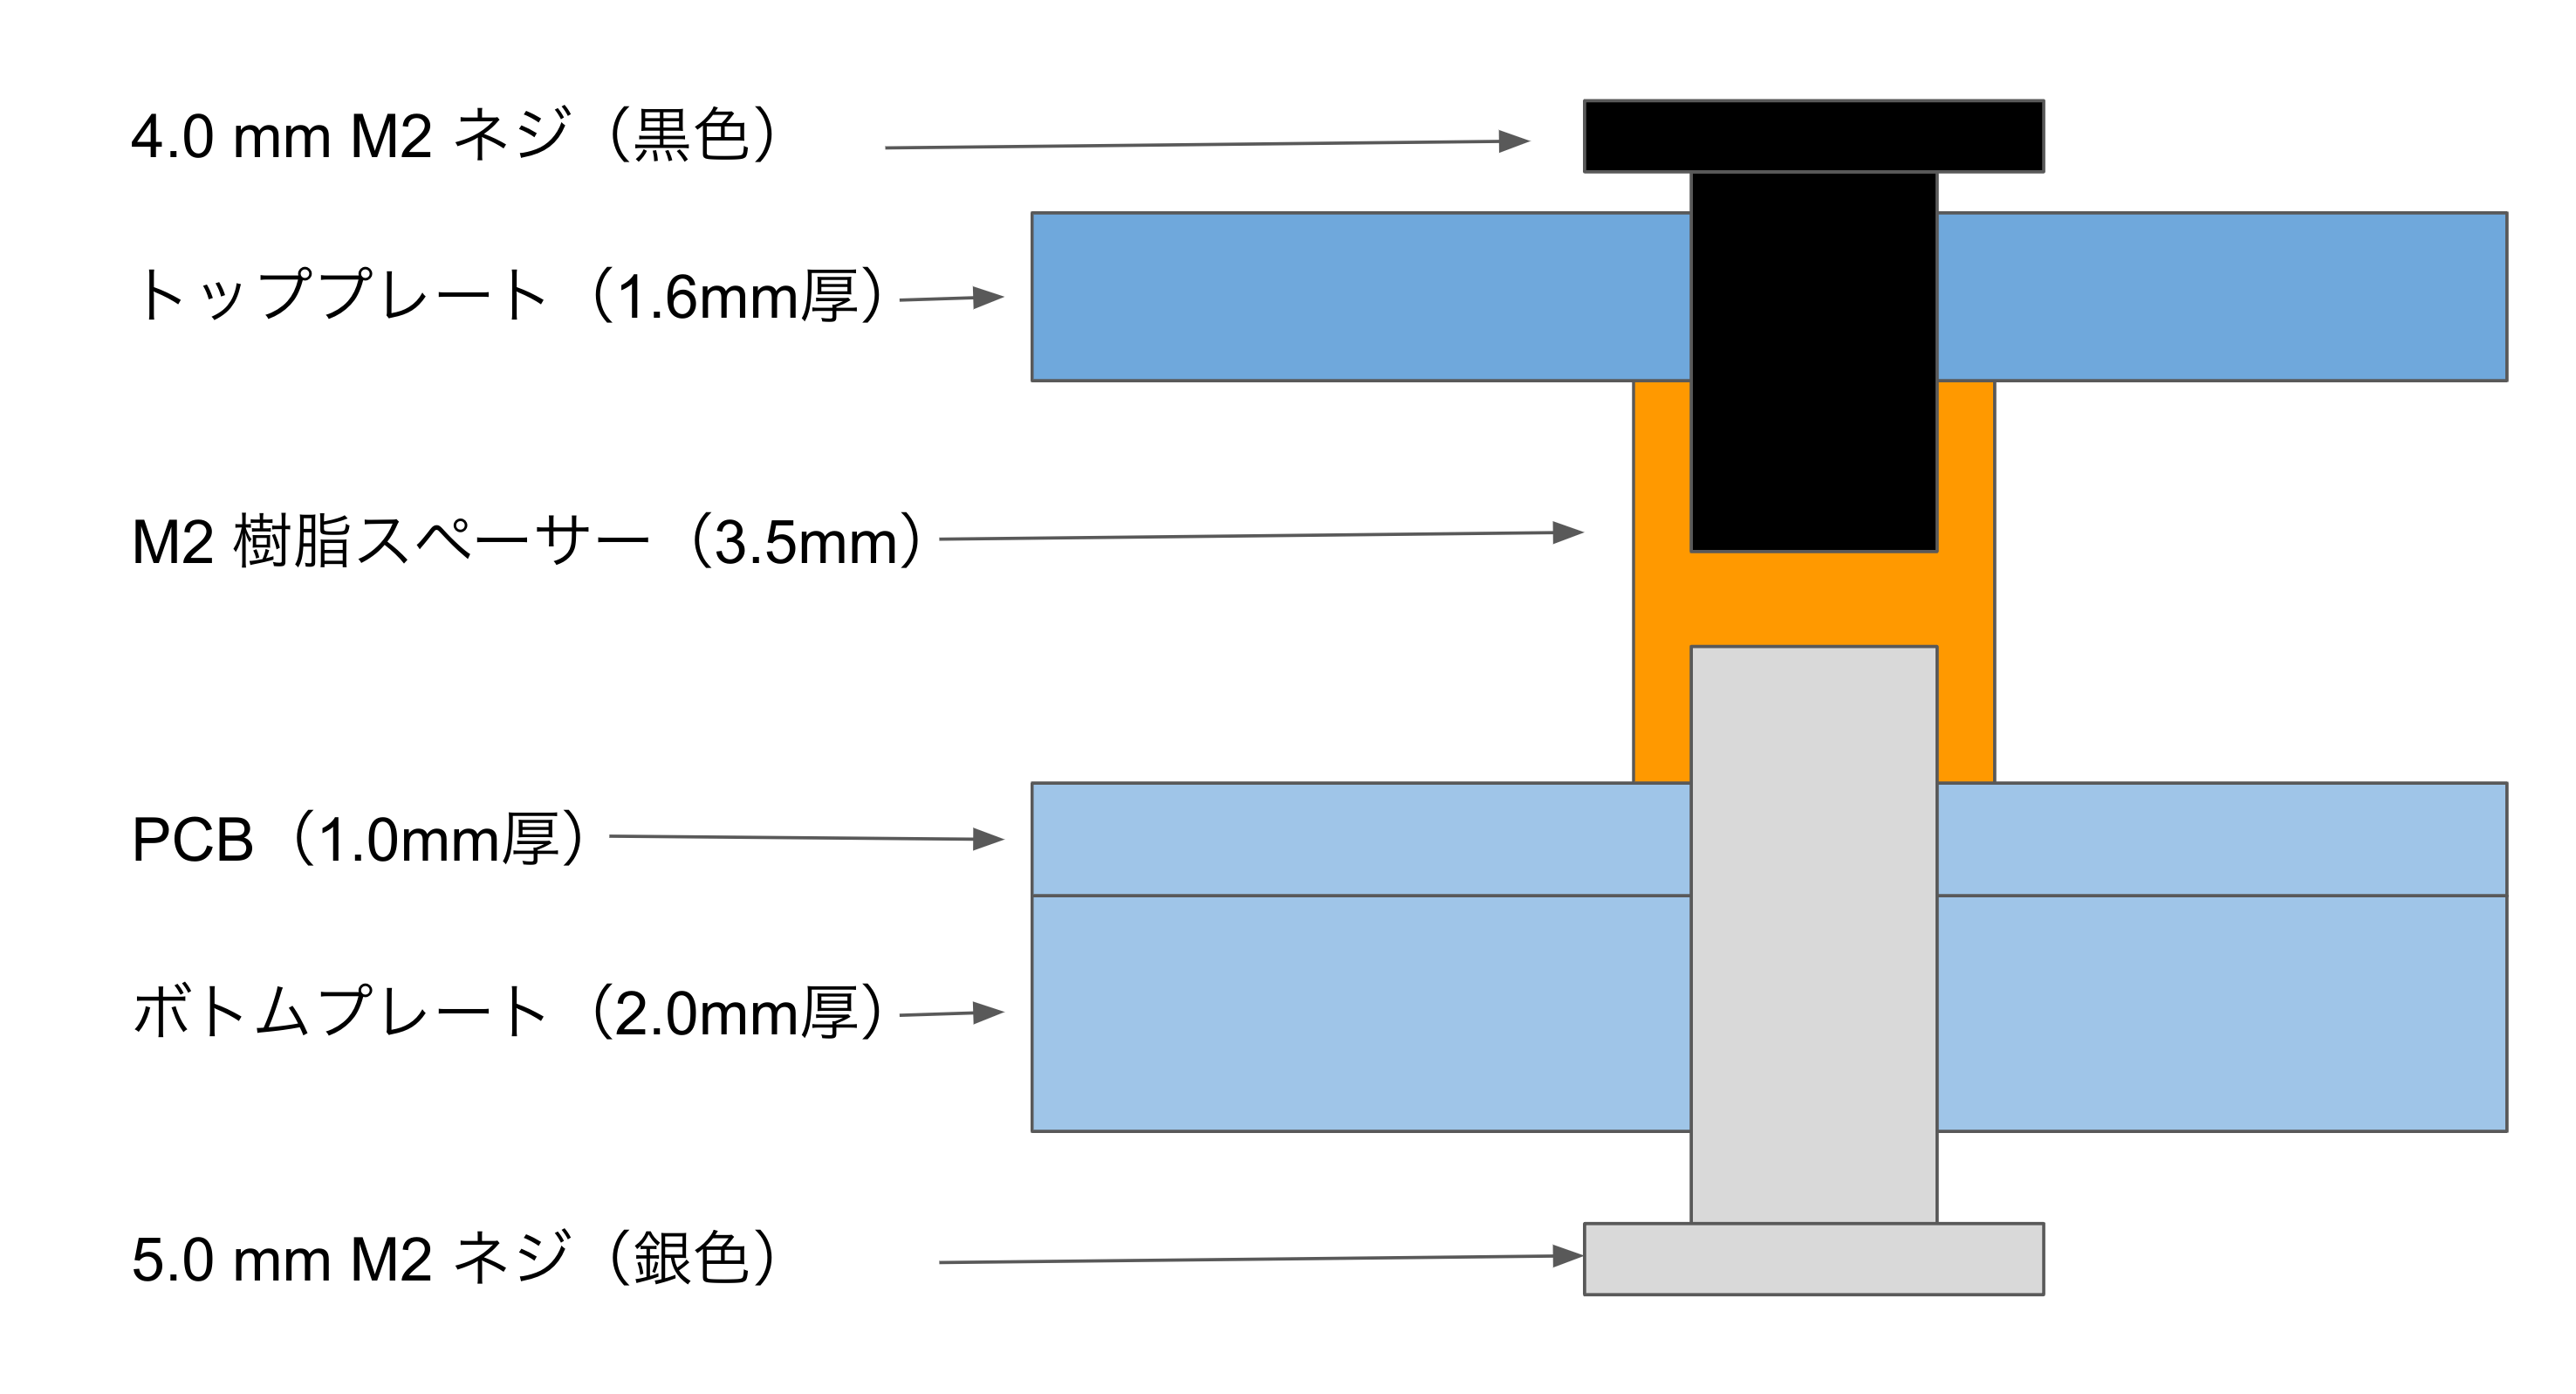 4.0 mm M2 ネジ（黒色）
トッププレート（1.6mm厚）
M2 樹脂スペーサー（3.5mm）
PCB（1.0mm厚）
ボトムプレート（2.0mm厚）
5.0 mm M2 ネジ（銀色）